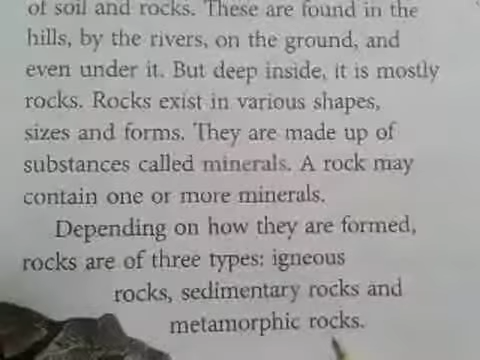 of soil and rocks. These are found in the
hills, by the rivers, on the ground, and
even under it. But deep inside, it is mostly
rocks. Rocks exist in various shapes,
sizes and forms. They are made up of
substances called minerals. A rock may
contain one or more minerals.
Depending on how they are formed,
rocks are of three types: igneous
rocks, sedimentary rocks and
metamorphic rocks.